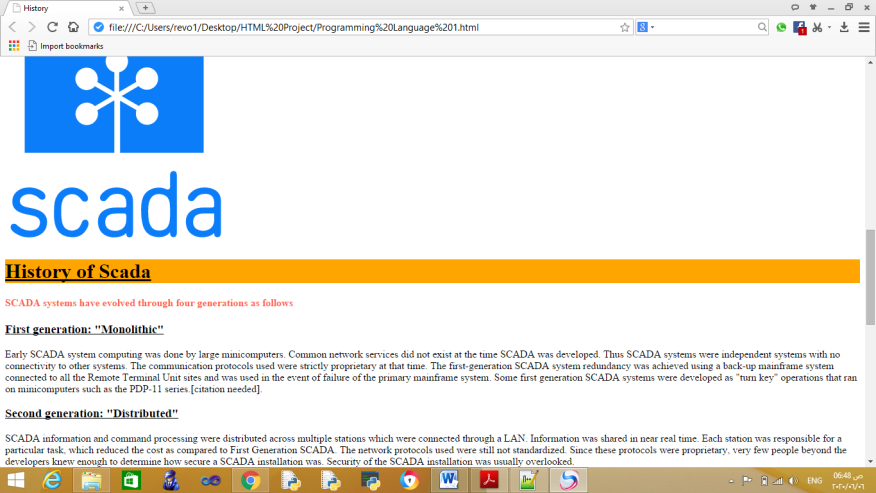 History
file:///C:/Users/revo1/Desktop/HTML%20Project/Programming%20Language%201.html
Import bookmarks
scada
History of Scada
SCADA systems have evolved through four generations as follows
First generation: "Monolithic"
Early SCADA system computing was done by large minicomputers. Common network services did not exist at the time SCADA was developed. Thus SCADA systems were independent systems with no
connectivity to other systems. The communication protocols used were strictly proprietary at that time. The first-generation SCADA system redundancy was achieved using a back-up mainframe system
connected to all the Remote Terminal Unit sites and was used in the event of failure of the primary mainframe system. Some first generation SCADA systems were developed as "turn key" operations that ran
on minicomputers such as the PDP-11 series.[citation needed].
Second generation: "Distributed"
SCADA information and command processing were distributed across multiple stations which were connected through a LAN. Information was shared in near real time. Each station was responsible for a
particular task, which reduced the cost as compared to First Generation SCADA. The network protocols used were still not standardized. Since these protocols were proprietary, very few people beyond the
developers knew enough to determine how secure a SCADA installation was. Security of the SCADA installation was usually overlooked.
ENG
06:48 ص
٢٠٢٠/٠٦/٠٦